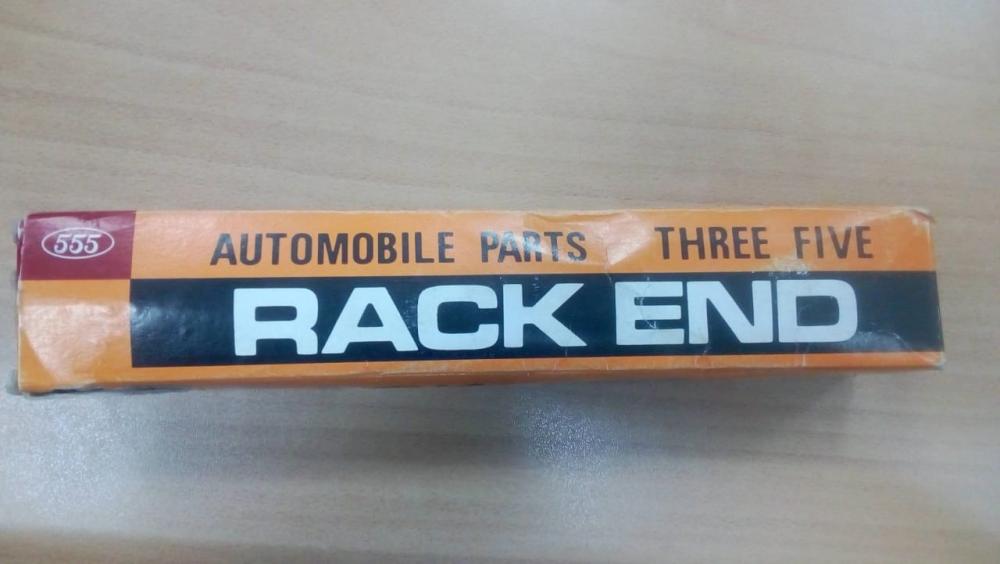 555
AUTOMOBILE PARTS THREE FIVE
RACK END